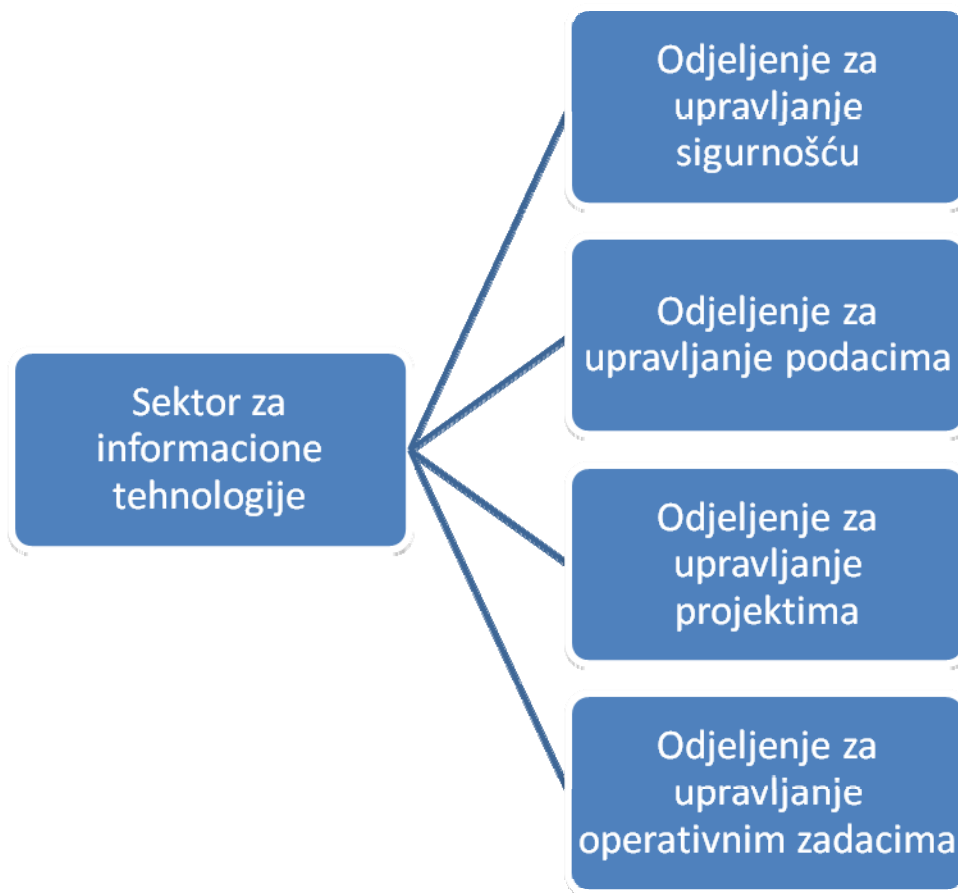 Odjeljenje za
upravljanje
sigurnošću
Odjeljenje za
upravljanje podacima
Sektor za
informacione
tehnologije
Odjeljenje za
upravljanje
projektima
Odjeljenje za
upravljanje
operativnim zadacima